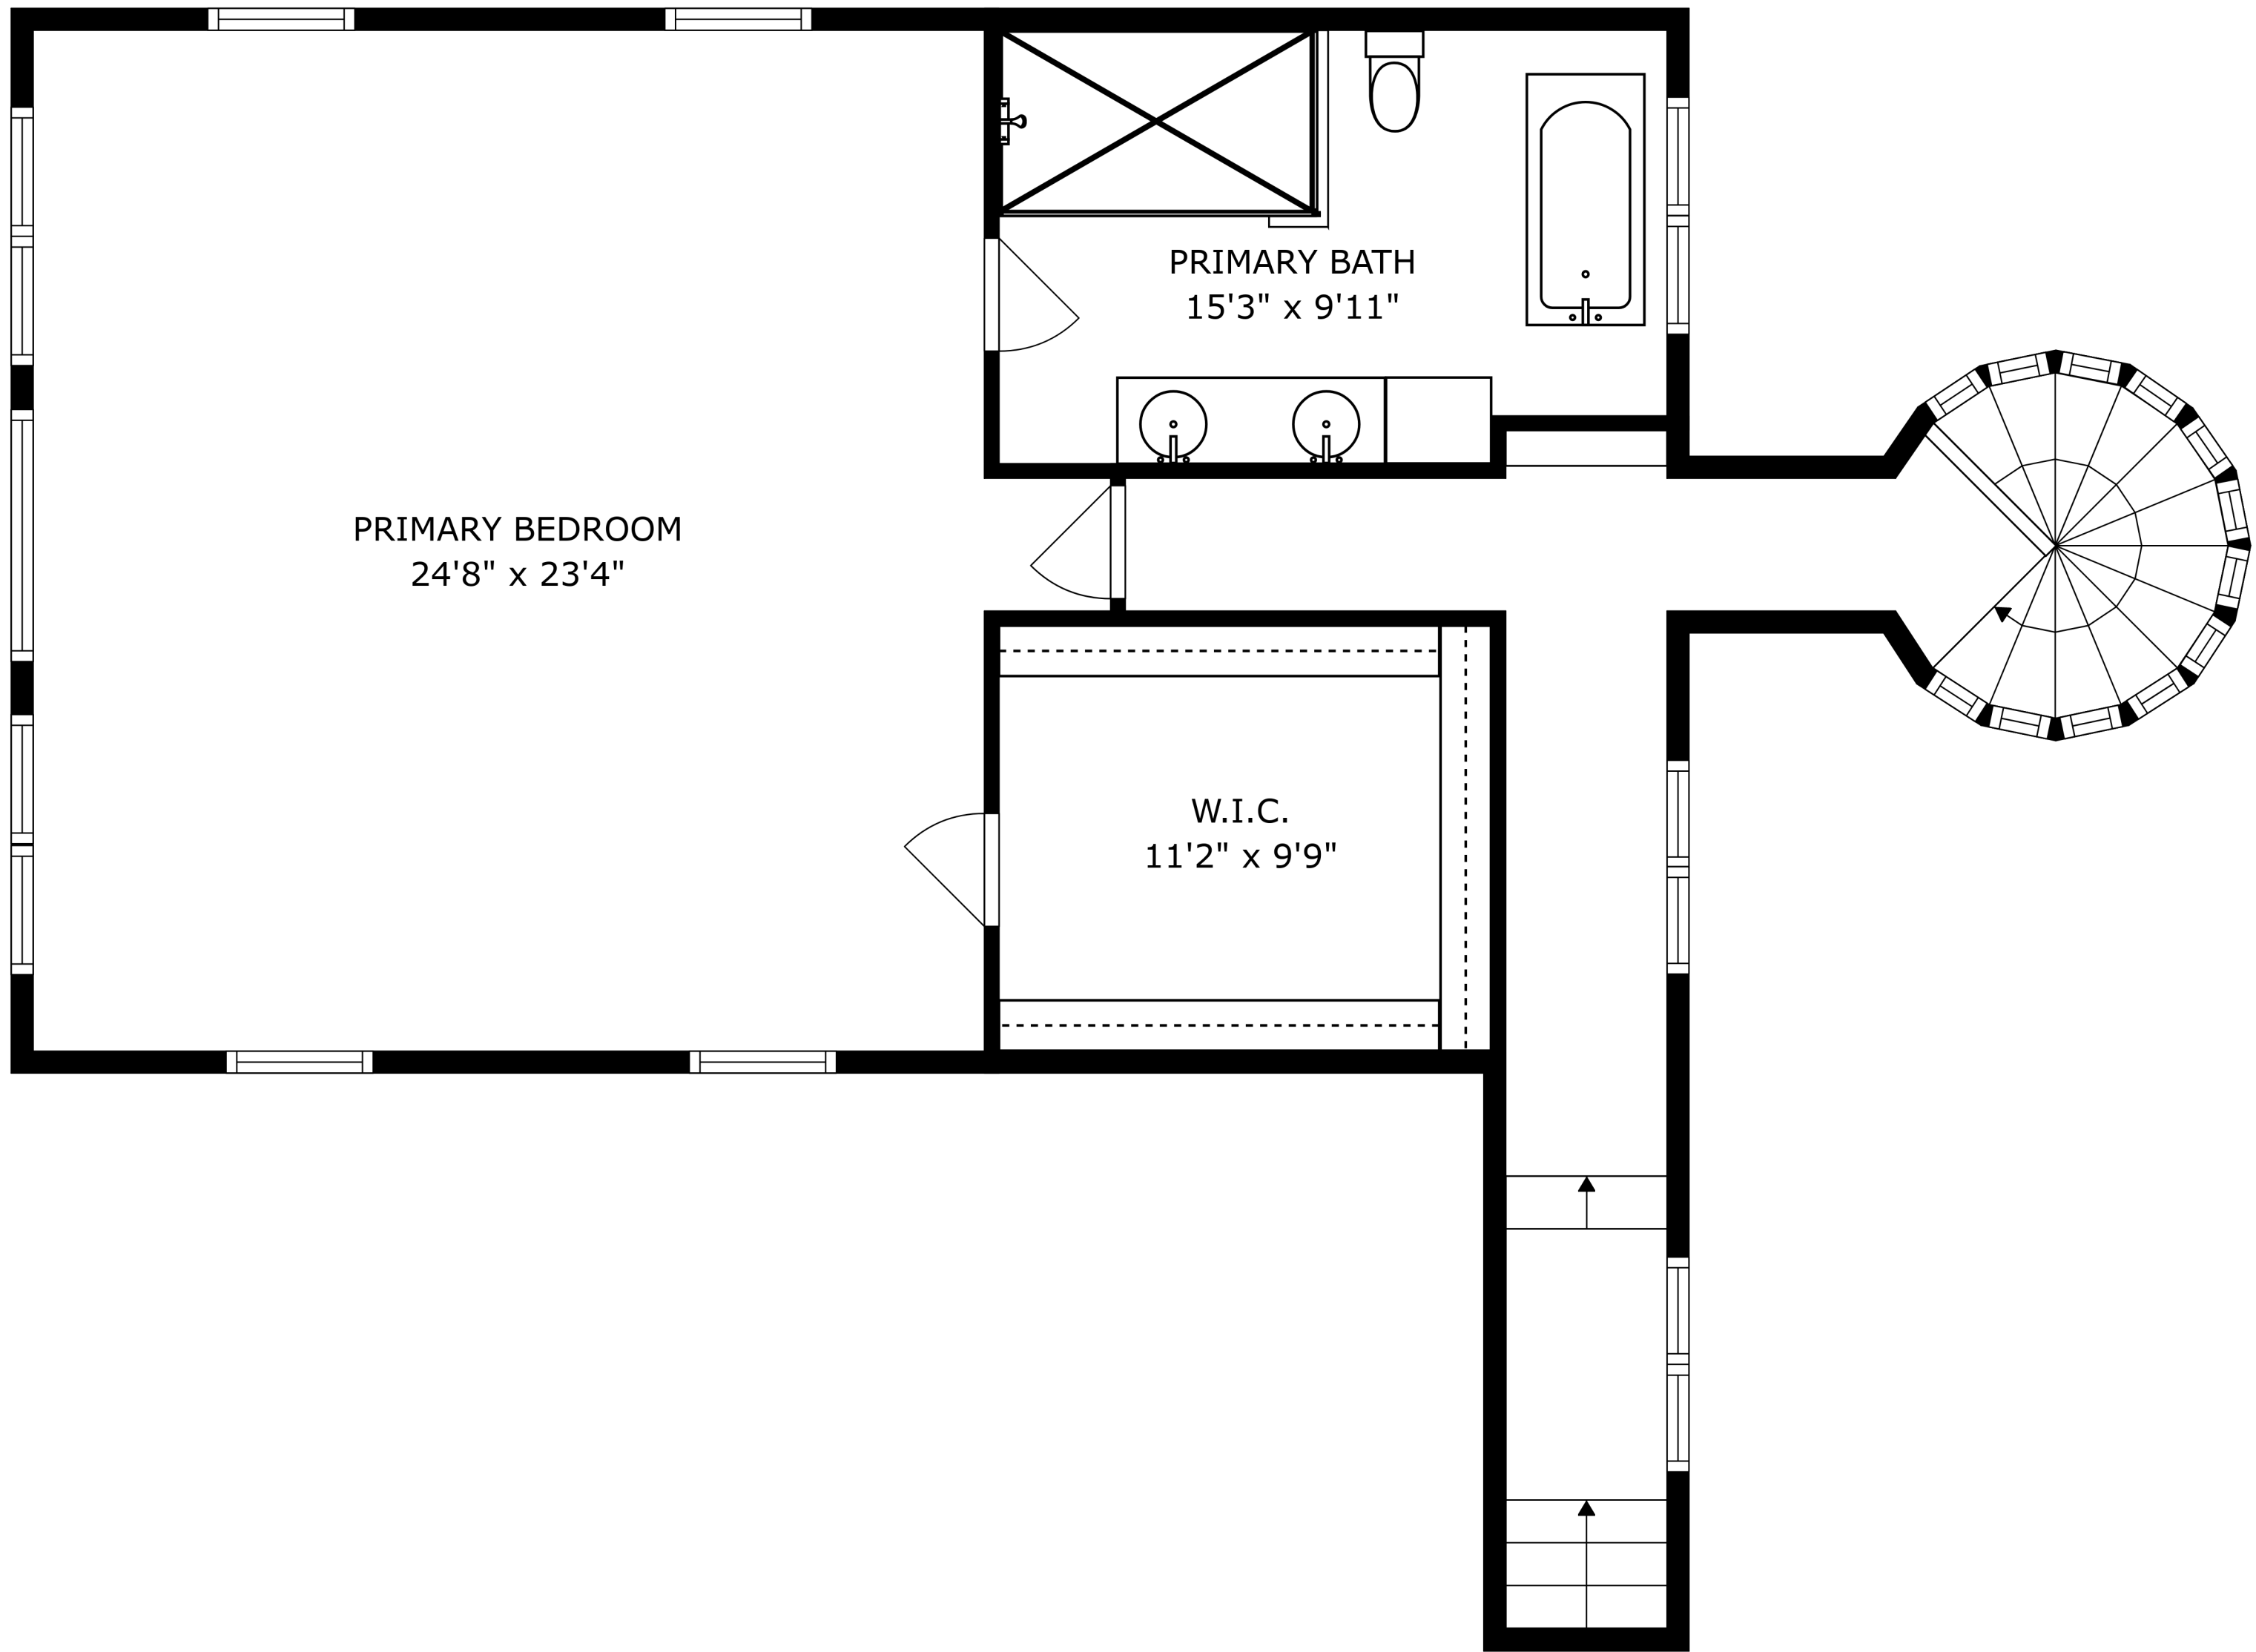 PRIMARY BATH
15'3" x 9'11"
PRIMARY BEDROOM
24'8" x 23'4"
W.I.C.
11'2" x 9'9"